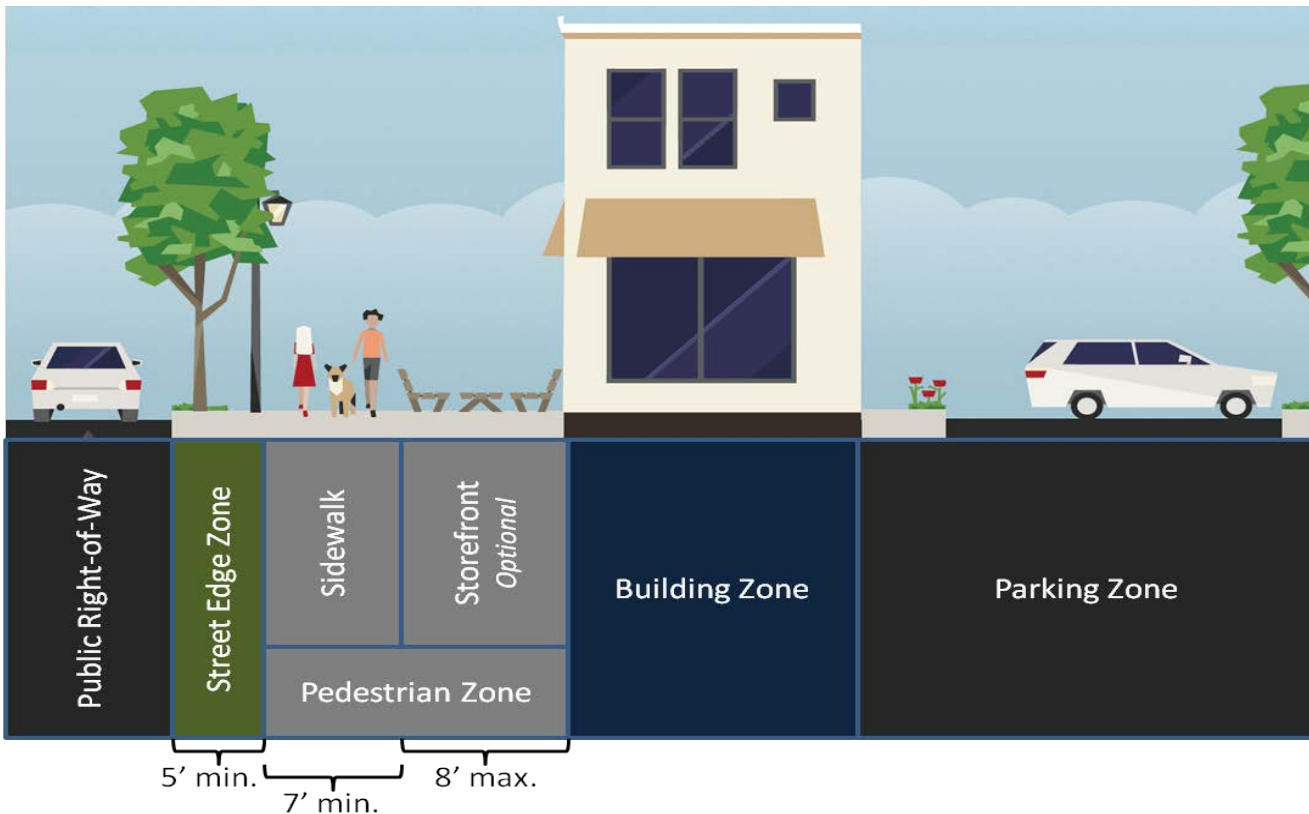 Public Right-of-Way
Street Edge Zone
Sidewalk
Storefront
Optional
Pedestrian Zone
Building Zone
Parking Zone
5’ min.
7’ min.
8’ max.